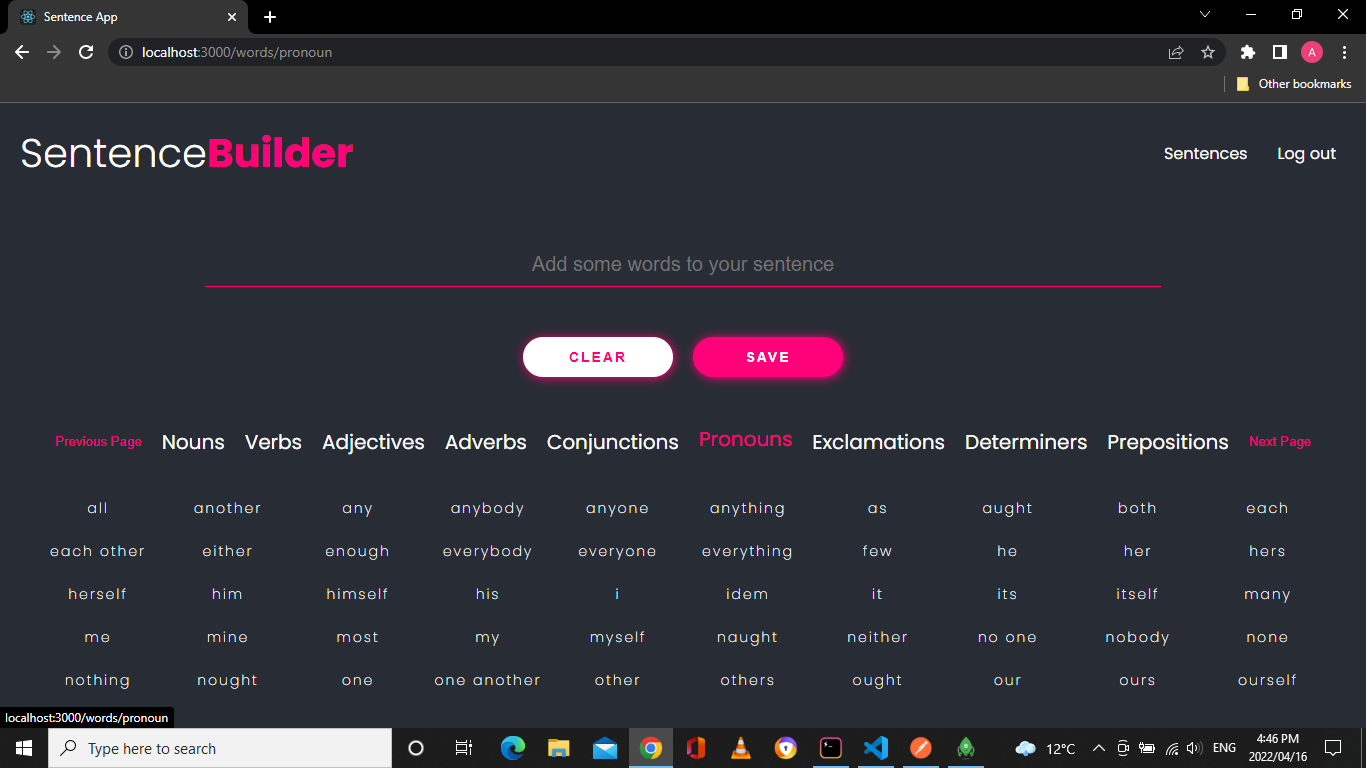 Sentence App
localhost:3000/words/pronoun
A
Other bookmarks
SentenceBuilder
Sentences Log out
Add some words to your sentence
CLEAR SAVE
Previous Page Nouns Verbs Adjectives Adverbs Conjunctions Pronouns Exclamations Determiners Prepositions Next Page
all another any anybody anyone anything as aught both each
each other either enough everybody everyone everything few he her hers
herself him himself his i idem it its itself many
me mine most my myself naught neither no one nobody none
nothing nought one one another other others ought our ours ourself
localhost:3000/words/pronoun
Type here to search
12°C
ENG
4:46 PM
2022/04/16